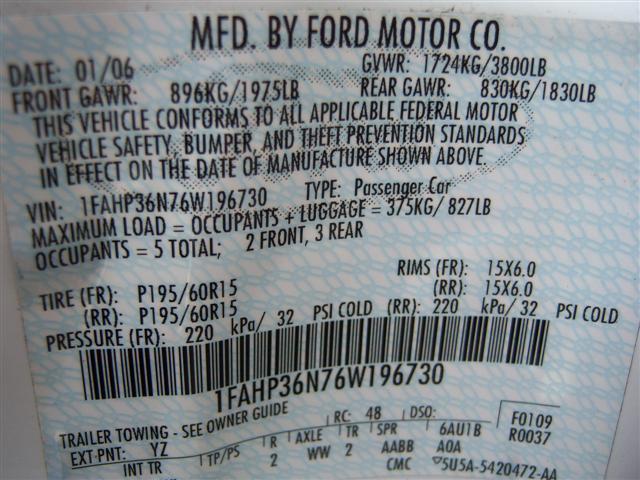 MFD. BY FORD MOTOR CO.
DATE: 01/06 GVWR: 1724KG/3800LB
FRONT GAWR: 896KG/1975LB REAR GAWR: 830KG/1830LB
THIS VEHICLE CONFORMS TO ALL APPLICABLE FEDERAL MOTOR
VEHICLE SAFETY, BUMPER, AND THEFT PREVENTION STANDARDS
IN EFFECT ON THE DATE OF MANUFACTURE SHOWN ABOVE.
VIN: 1FAHP36N76W196730 TYPE: Passenger Car
MAXIMUM LOAD = OCCUPANTS + LUGGAGE = 375KG/ 827LB
OCCUPANTS = 5 TOTAL; 2 FRONT, 3 REAR
TIRE (FR): P195/60R15 RIMS (FR): 15X6.0
(RR): P195/60R15 (RR): 15X6.0
PRESSURE (FR): 220 kPa/ 32 PSI COLD (RR): 220 kPa/ 32 PSI COLD
1FAHP36N76W196730
TRAILER TOWING - SEE OWNER GUIDE RC: 48 DSO: F0109
EXT PNT: YZ R AXLE TR SPR 6AU1B R0037
INT TR TP/PS 2 WW 2 AABB AOA
CMC 5U5A-5420472-AA